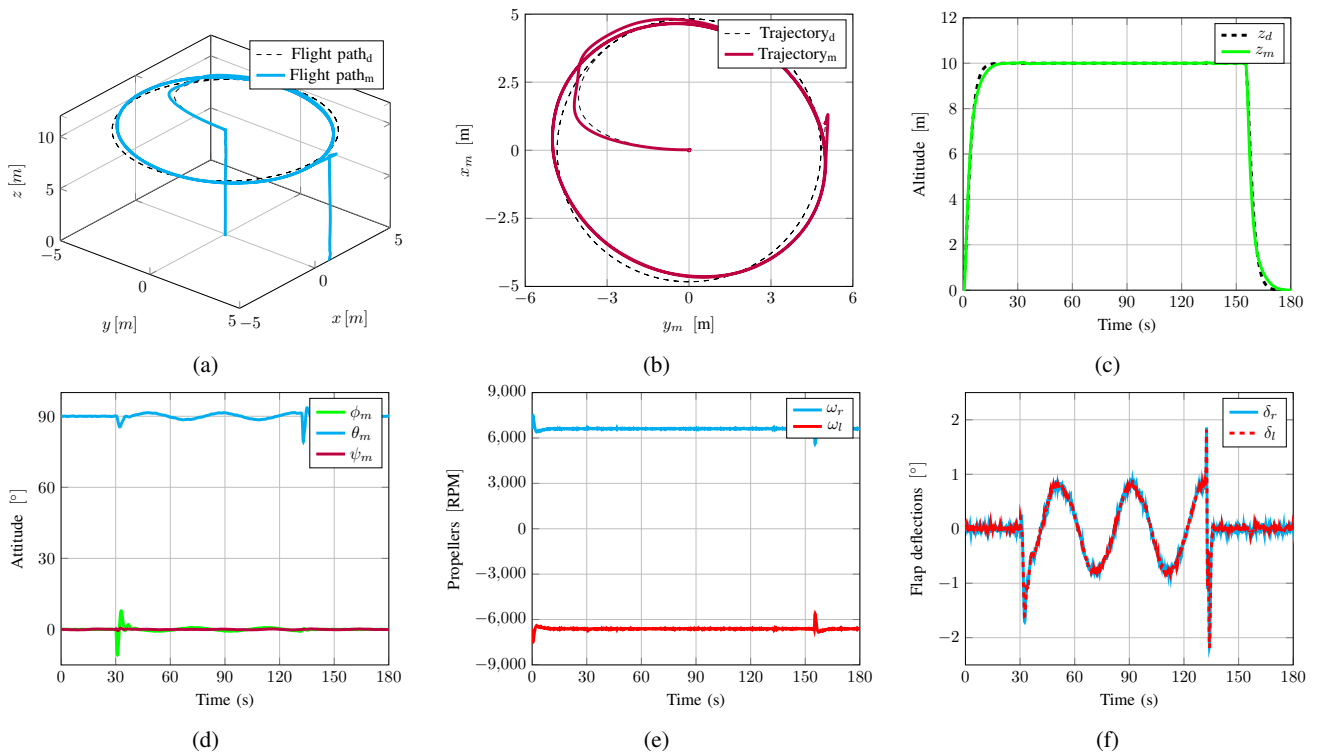 Flight path_d
Flight path_m
z [m]
10
5
0
−5
0
5
y [m]
−5
0
5
x [m]
(a)
Trajectory_d
Trajectory_m
x_m [m]
5
2.5
0
−2.5
−5
−6
−3
0
3
6
y_m [m]
(b)
z_d
z_m
Altitude [m]
12
10
8
6
4
2
0
0
30
60
90
120
150
180
Time (s)
(c)
ϕ_m
θ_m
ψ_m
Attitude [°]
90
60
30
0
0
30
60
90
120
150
180
Time (s)
(d)
ω_r
ω_l
Propellers [RPM]
9,000
6,000
3,000
0
−3,000
−6,000
−9,000
0
30
60
90
120
150
180
Time (s)
(e)
δ_r
δ_l
Flap deflections [°]
2
1
0
−1
−2
0
30
60
90
120
150
180
Time (s)
(f)